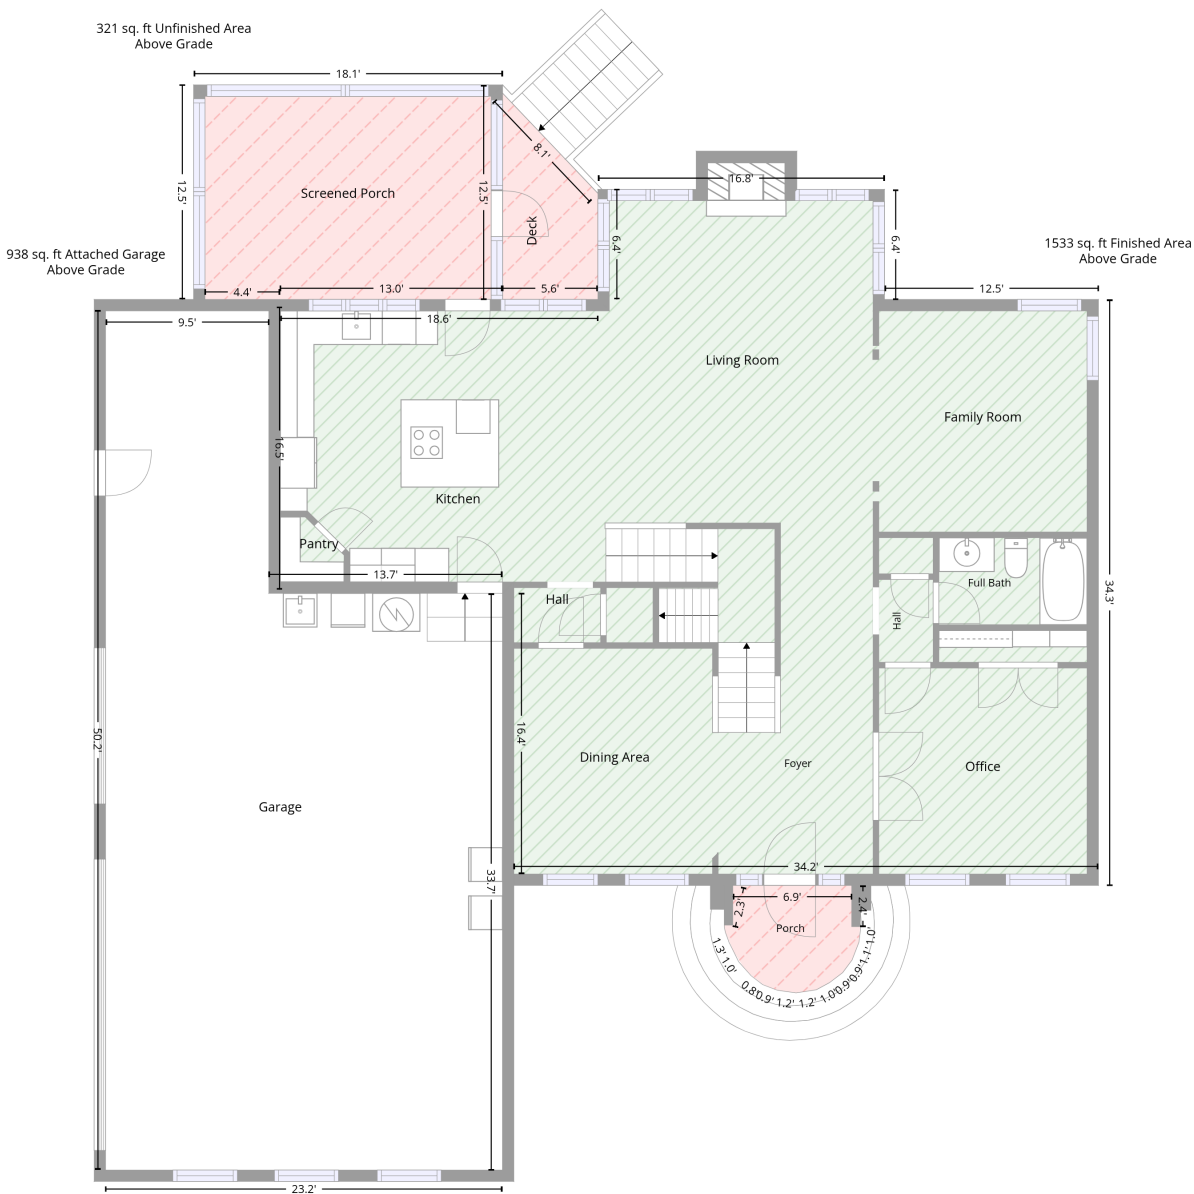 321 sq. ft Unfinished Area
Above Grade
18.1'
8.1'
12.5'
Screened Porch
12.5'
Deck
16.8'
6.4'
6.4'
938 sq. ft Attached Garage
Above Grade
1533 sq. ft Finished Area
Above Grade
4.4'
13.0'
5.6'
12.5'
9.5'
18.6'
Living Room
Family Room
16.5'
Kitchen
Pantry
13.7'
Hall
Full Bath
34.3'
Hall
50.2'
16.4'
Dining Area
Foyer
Office
Garage
34.2'
33.7'
2.3'
6.9'
2.4'
Porch
1.3'
1.0'
0.8'
0.9'
1.2'
1.2'
1.0'
0.9'
0.9'
1.1'
1.0'
23.2'